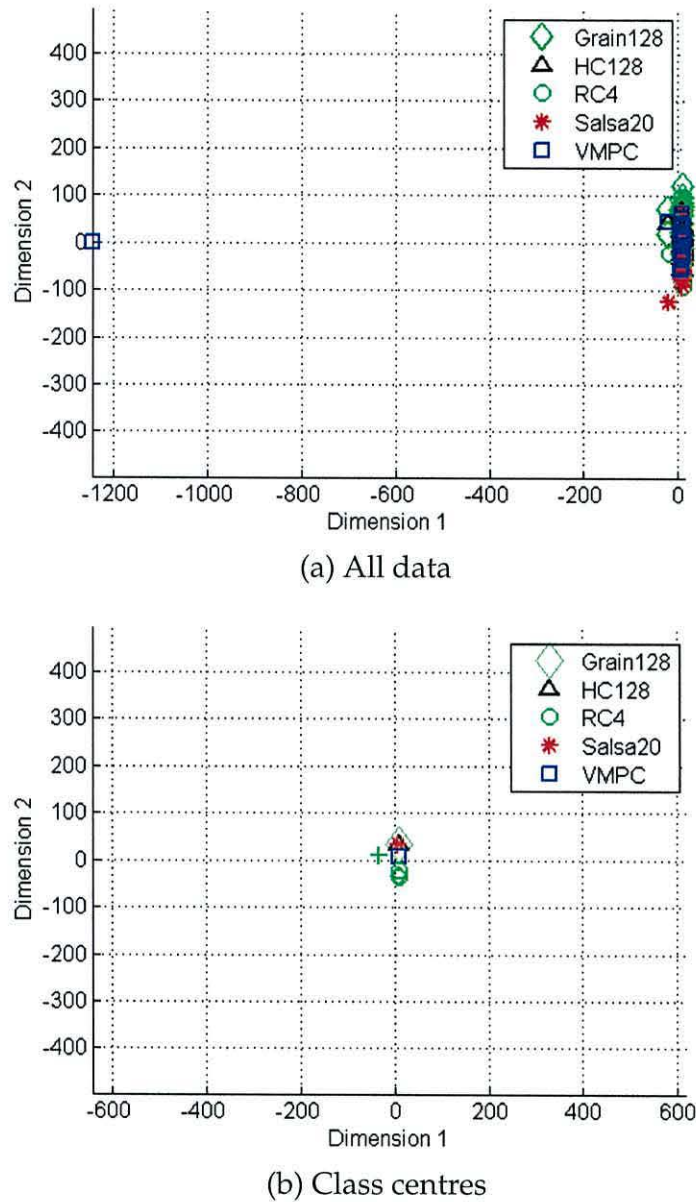 400
300
200
100
0
-100
-200
-300
-400
Dimension 2
-1200 -1000 -800 -600 -400 -200 0
Dimension 1
Grain128
HC128
RC4
Salsa20
VMPC
(a) All data
400
300
200
100
0
-100
-200
-300
-400
Dimension 2
-600 -400 -200 0 200 400 600
Dimension 1
Grain128
HC128
RC4
Salsa20
VMPC
(b) Class centres